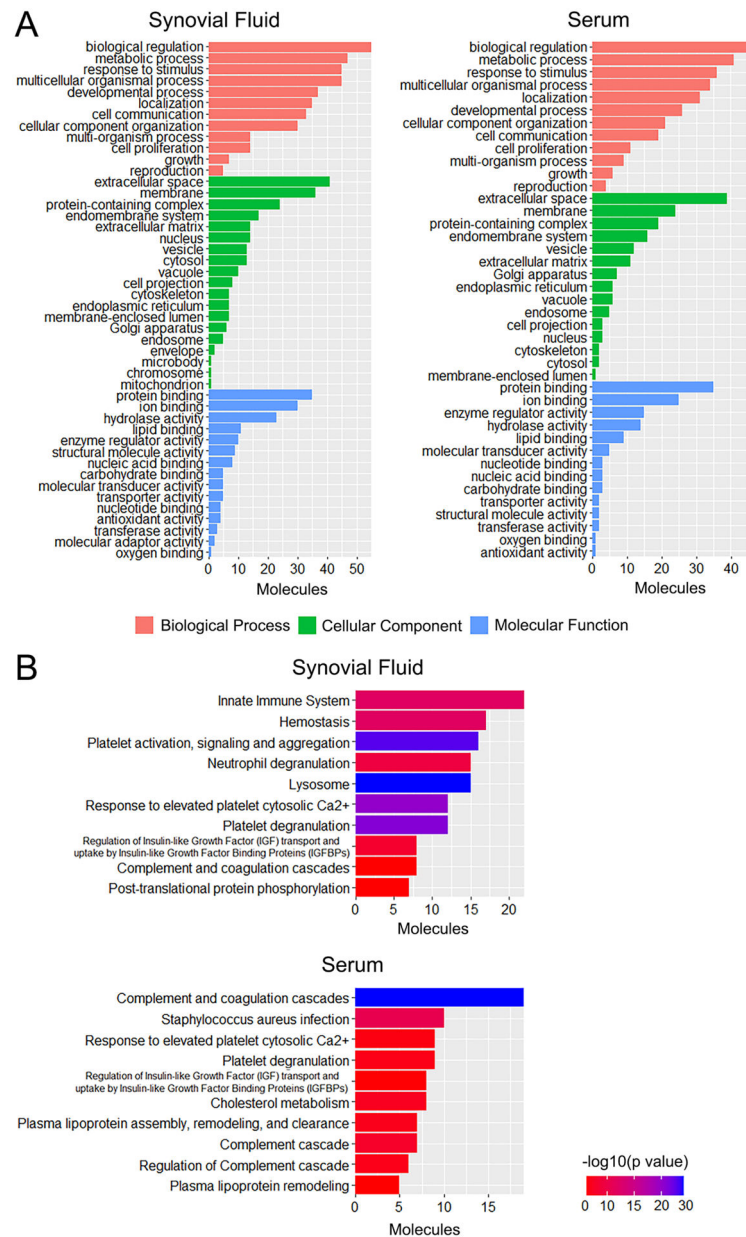 A
Synovial Fluid
biological regulation
metabolic process
response to stimulus
multicellular organismal process
developmental process
localization
cell communication
cellular component organization
multi-organism process
cell proliferation
growth
reproduction
extracellular space
membrane
protein-containing complex
endomembrane system
extracellular matrix
nucleus
vesicle
cytosol
vacuole
cell projection
cytoskeleton
endoplasmic reticulum
membrane-enclosed lumen
Golgi apparatus
endosome
envelope
microbody
chromosome
mitochondrion
protein binding
ion binding
hydrolase activity
lipid binding
enzyme regulator activity
structural molecule activity
nucleic acid binding
carbohydrate binding
molecular transducer activity
transporter activity
nucleotide binding
antioxidant activity
transferase activity
molecular adaptor activity
oxygen binding
0 10 20 30 40 50
Molecules
Serum
biological regulation
metabolic process
response to stimulus
multicellular organismal process
localization
developmental process
cellular component organization
cell communication
cell proliferation
multi-organism process
growth
reproduction
extracellular space
membrane
protein-containing complex
endomembrane system
vesicle
extracellular matrix
Golgi apparatus
endoplasmic reticulum
vacuole
endosome
cell projection
nucleus
cytoskeleton
cytosol
membrane-enclosed lumen
protein binding
ion binding
enzyme regulator activity
hydrolase activity
lipid binding
molecular transducer activity
nucleotide binding
nucleic acid binding
carbohydrate binding
transporter activity
structural molecule activity
transferase activity
oxygen binding
antioxidant activity
0 10 20 30 40
Molecules
Biological Process Cellular Component Molecular Function
B
Synovial Fluid
Innate Immune System
Hemostasis
Platelet activation, signaling and aggregation
Neutrophil degranulation
Lysosome
Response to elevated platelet cytosolic Ca2+
Platelet degranulation
Regulation of Insulin-like Growth Factor (IGF) transport and
uptake by Insulin-like Growth Factor Binding Proteins (IGFBPs)
Complement and coagulation cascades
Post-translational protein phosphorylation
0 5 10 15 20
Molecules
Serum
Complement and coagulation cascades
Staphylococcus aureus infection
Response to elevated platelet cytosolic Ca2+
Platelet degranulation
Regulation of Insulin-like Growth Factor (IGF) transport and
uptake by Insulin-like Growth Factor Binding Proteins (IGFBPs)
Cholesterol metabolism
Plasma lipoprotein assembly, remodeling, and clearance
Complement cascade
Regulation of Complement cascade
Plasma lipoprotein remodeling
0 5 10 15
Molecules
-log10(p value)
0 10 15 20 30